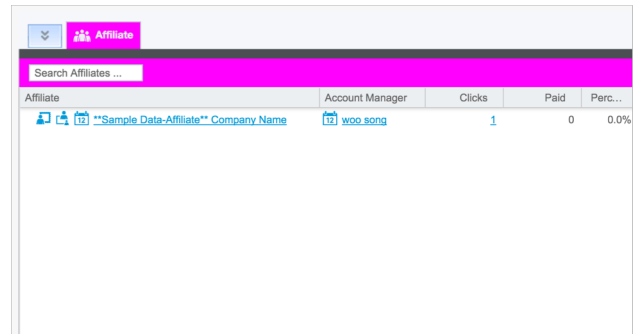 Affiliate
Search Affiliates ...
Affiliate Account Manager Clicks Paid Perc...
12 **Sample Data-Affiliate** Company Name 12 woo song 1 0 0.0%